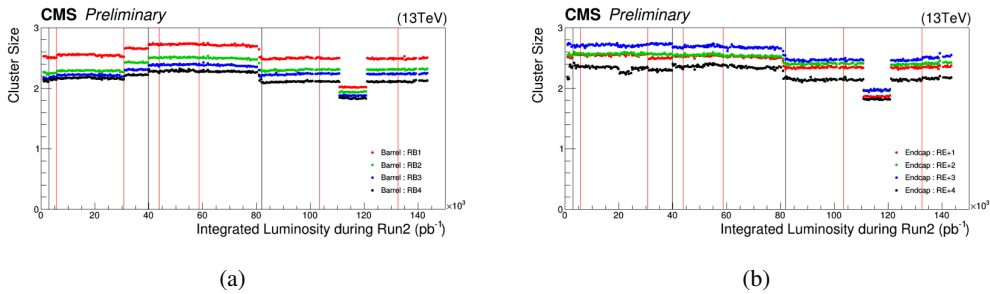 CMS Preliminary (13TeV)
Cluster Size
3
2
1
0
Barrel : RB1
Barrel : RB2
Barrel : RB3
Barrel : RB4
0 20 40 60 80 100 120 140 ×10³
Integrated Luminosity during Run2 (pb⁻¹)
(a)
CMS Preliminary (13TeV)
Cluster Size
3
2
1
0
Endcap : RE+1
Endcap : RE+2
Endcap : RE+3
Endcap : RE+4
0 20 40 60 80 100 120 140 ×10³
Integrated Luminosity during Run2 (pb⁻¹)
(b)